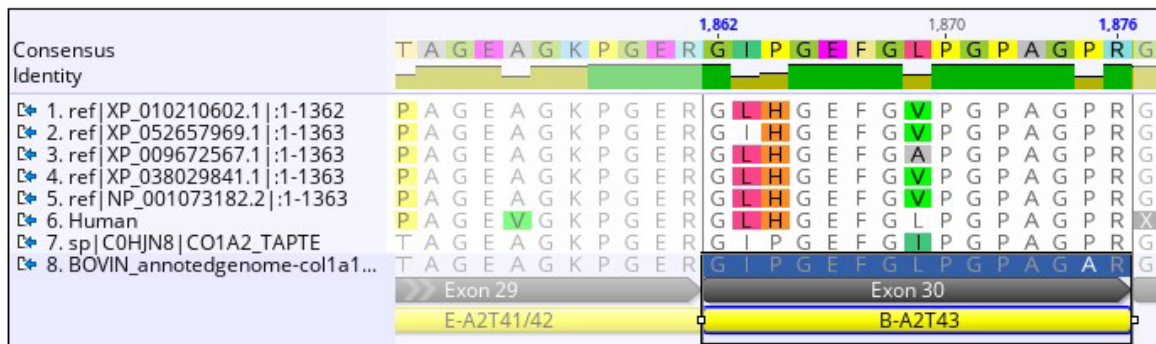 1,862 1,870 1,876
Consensus T A G E A G K P G E R G I P G E F G L P G P A G P R G
Identity
1. ref|XP_010210602.1|:1-1362 P A G E A G K P G E R G L H G E F G V P G P A G P R G
2. ref|XP_052657969.1|:1-1363 P A G E A G K P G E R G I H G E F G V P G P A G P R G
3. ref|XP_009672567.1|:1-1363 P A G E A G K P G E R G L H G E F G A P G P A G P R G
4. ref|XP_038029841.1|:1-1363 P A G E A G K P G E R G L H G E F G V P G P A G P R G
5. ref|NP_001073182.2|:1-1363 P A G E A G K P G E R G L H G E F G V P G P A G P R G
6. Human P A G E V G K P G E R G L H G E F G L P G P A G P R X
7. sp|C0HJN8|CO1A2_TAPTE T A G E A G K P G E R G I P G E F G I P G P A G P R G
8. BOVIN_annotedgenome-col1a1... T A G E A G K P G E R G I P G E F G L P G P A G A R G
Exon 29 Exon 30
E-A2T41/42 B-A2T43